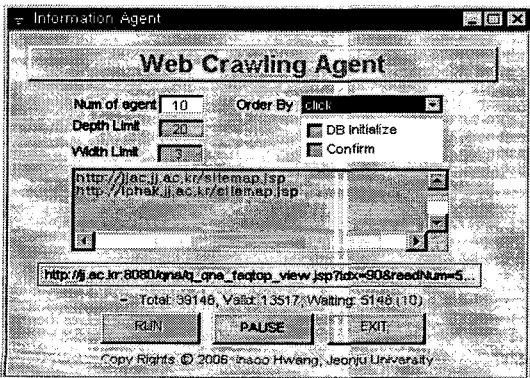 Information Agent
Web Crawling Agent
Num of agent 10 Order By click
Depth Limit 20 DB Initialize
Width Limit 3 Confirm
http://jjac.jj.ac.kr/sitemap.jsp
http://iphak.jj.ac.kr/sitemap.jsp
http://jj.ac.kr:8080/qna/q_qna_faqtop_view.jsp?idx=90&readNum=5...
Total: 39146, Valid: 13517, Waiting: 5148 (10)
RUN PAUSE EXIT
Copy Rights © 2006 Insoo Hwang, Jeonju University